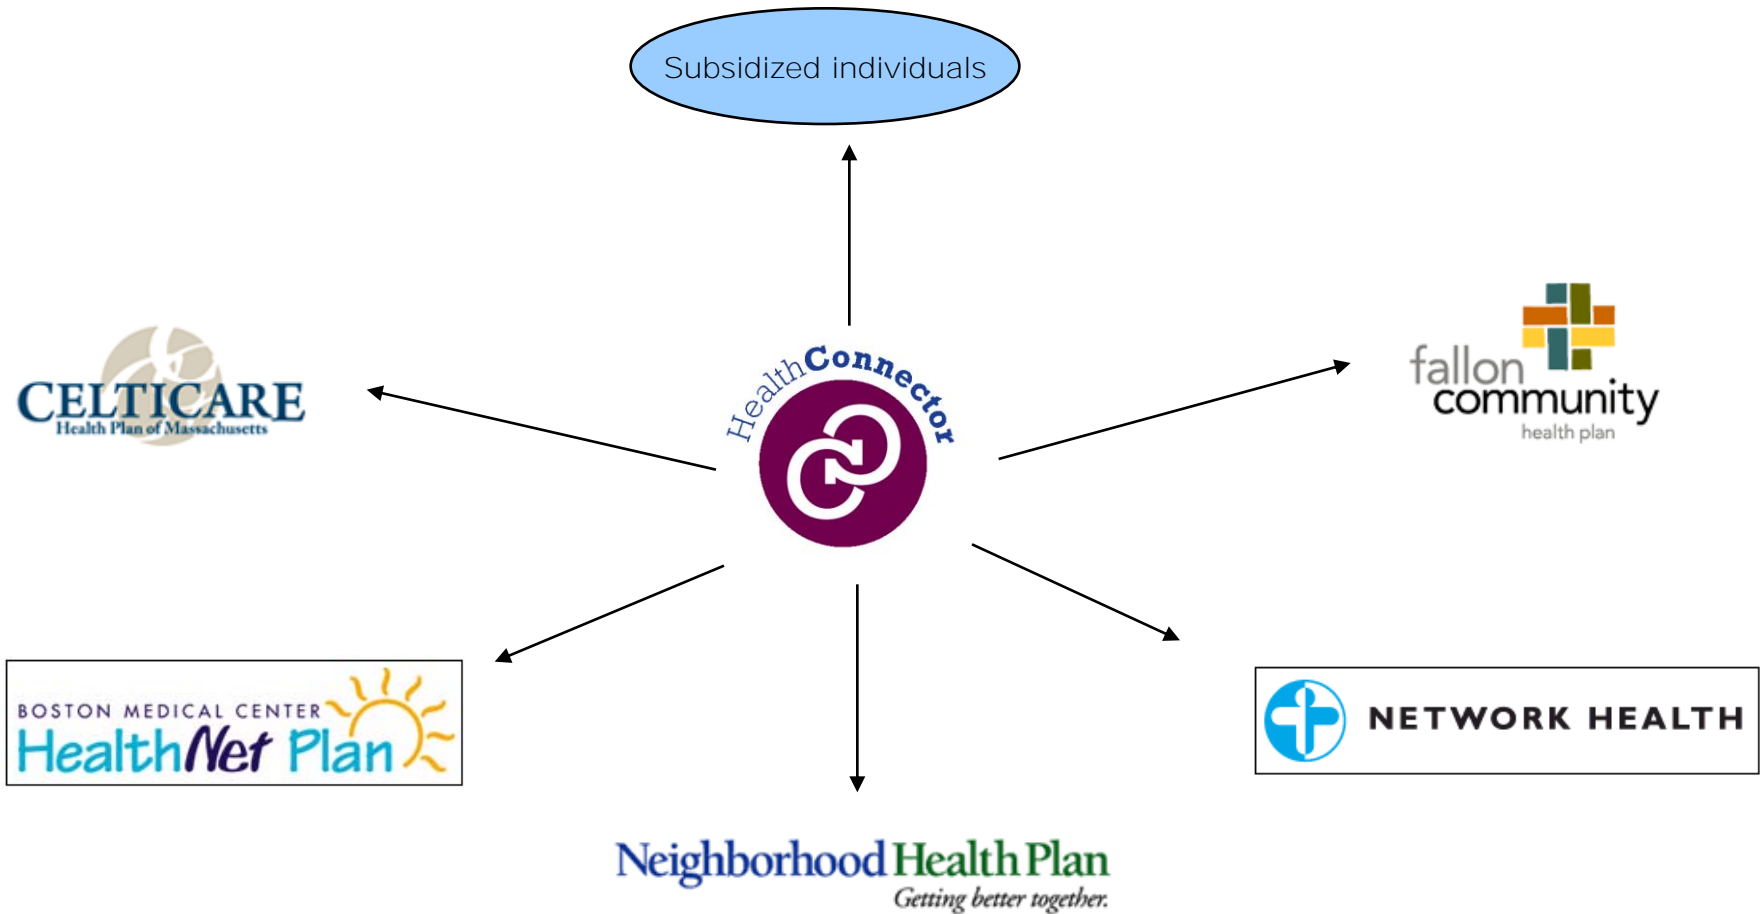 Subsidized individuals
HealthConnector
CELTICARE
Health Plan of Massachusetts
fallon
community
health plan
BOSTON MEDICAL CENTER
HealthNet Plan
NETWORK HEALTH
Neighborhood Health Plan
Getting better together.